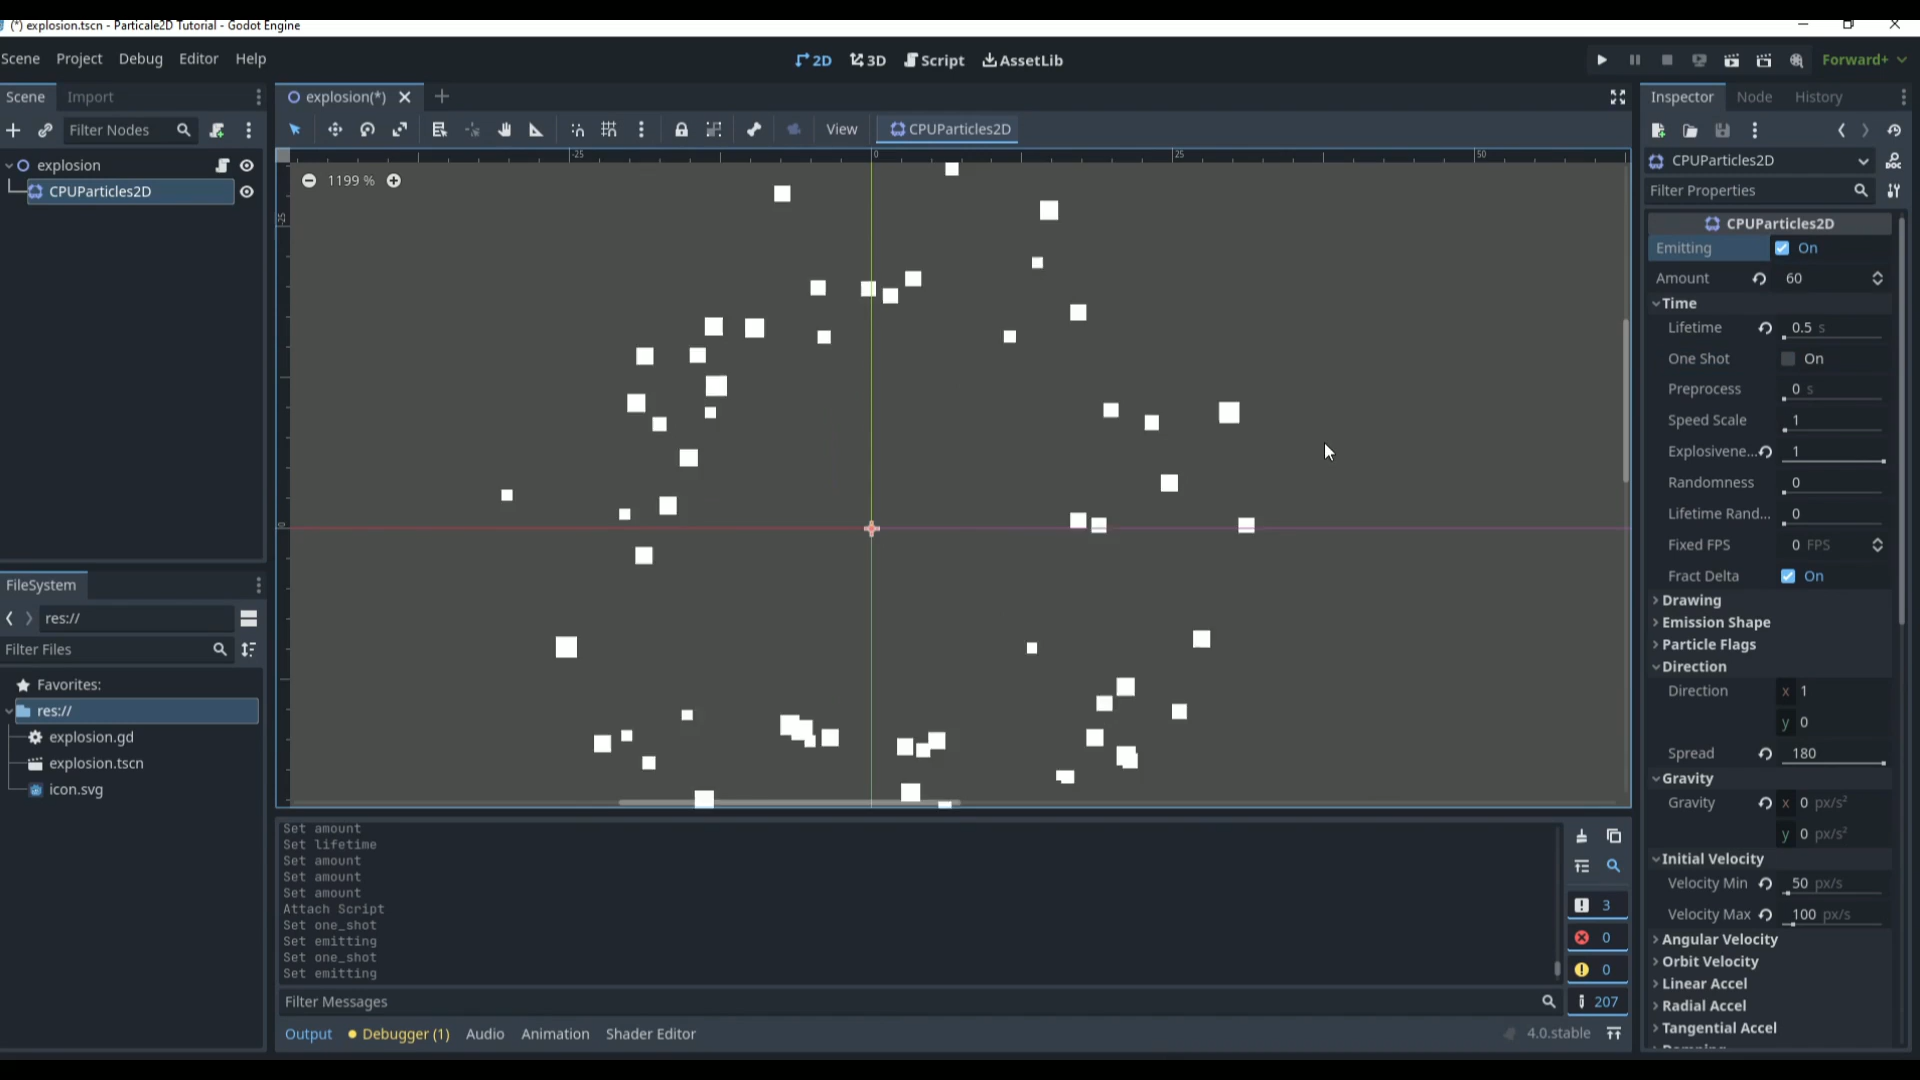 (*) explosion.tscn - Particale2D Tutorial - Godot Engine
Scene Project Debug Editor Help
2D 3D Script AssetLib
Forward+
Scene Import
explosion(*)
Inspector Node History
Filter Nodes
View
CPUParticles2D
explosion
CPUParticles2D
-25 0 25 50
1199 %
-25
0
CPUParticles2D
Filter Properties
CPUParticles2D
Emitting On
Amount 60
Time
Lifetime 0.5 s
One Shot On
Preprocess 0 s
Speed Scale 1
Explosivene... 1
Randomness 0
Lifetime Rand... 0
Fixed FPS 0 FPS
Fract Delta On
Drawing
Emission Shape
Particle Flags
Direction
Direction x 1
y 0
Spread 180
Gravity
Gravity x 0 px/s²
y 0 px/s²
Initial Velocity
Velocity Min 50 px/s
Velocity Max 100 px/s
Angular Velocity
Orbit Velocity
Linear Accel
Radial Accel
Tangential Accel
FileSystem
res://
Filter Files
Favorites:
res://
explosion.gd
explosion.tscn
icon.svg
Set amount
Set lifetime
Set amount
Set amount
Set amount
Attach Script
Set one_shot
Set emitting
Set one_shot
Set emitting
3
0
0
207
Filter Messages
Output Debugger (1) Audio Animation Shader Editor
4.0.stable